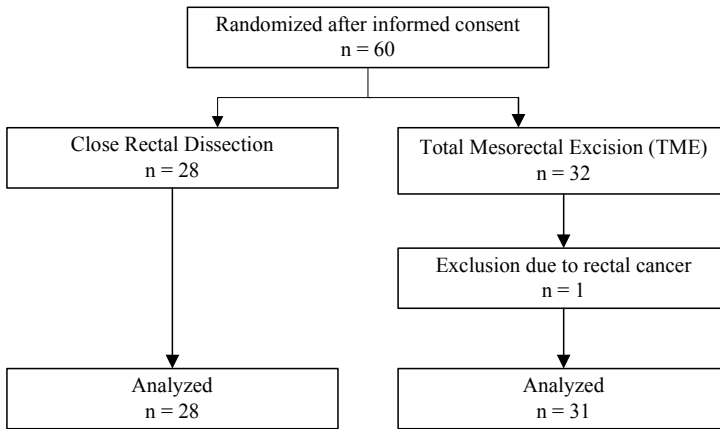 Randomized after informed consent
n = 60
Close Rectal Dissection
n = 28
Total Mesorectal Excision (TME)
n = 32
Exclusion due to rectal cancer
n = 1
Analyzed
n = 28
Analyzed
n = 31